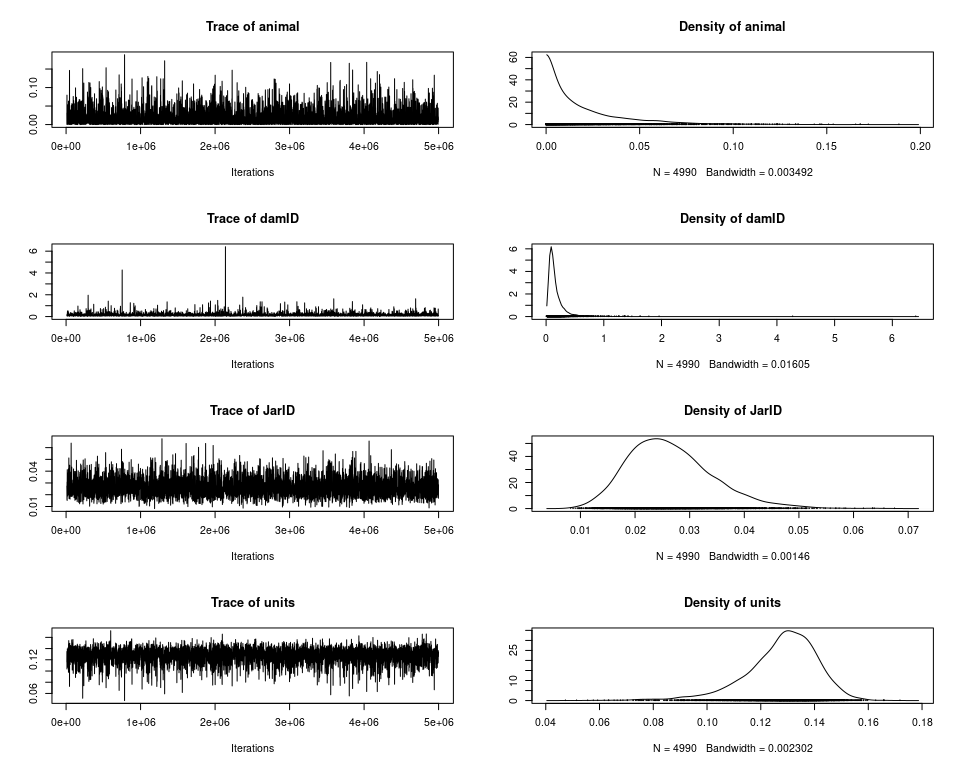 Trace of animal
0.00 0.10
0e+00 1e+06 2e+06 3e+06 4e+06 5e+06
Iterations
Density of animal
0 20 40 60
0.00 0.05 0.10 0.15 0.20
N = 4990 Bandwidth = 0.003492
Trace of damID
0 2 4 6
0e+00 1e+06 2e+06 3e+06 4e+06 5e+06
Iterations
Density of damID
0 1 2 3 4 5 6
0 1 2 3 4 5 6
N = 4990 Bandwidth = 0.01605
Trace of JarID
0.01 0.04
0e+00 1e+06 2e+06 3e+06 4e+06 5e+06
Iterations
Density of JarID
0 20 40
0.01 0.02 0.03 0.04 0.05 0.06 0.07
N = 4990 Bandwidth = 0.00146
Trace of units
0.06 0.12
0e+00 1e+06 2e+06 3e+06 4e+06 5e+06
Iterations
Density of units
0 10 25
0.04 0.06 0.08 0.10 0.12 0.14 0.16 0.18
N = 4990 Bandwidth = 0.002302